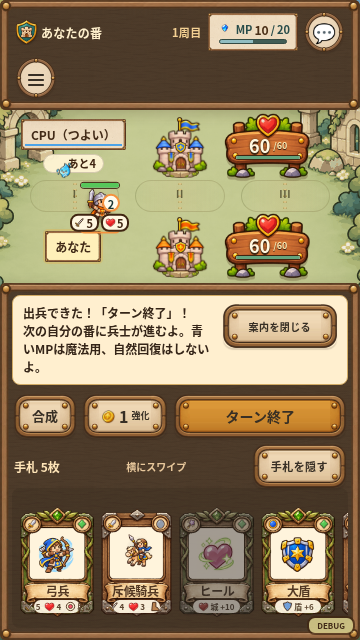 あなたの番
1周目
MP 10 / 20
CPU（つよい）
60 /60
あと4
I
II
III
2
5
5
あなた
60 /60
出兵できた！「ターン終了」！
次の自分の番に兵士が進むよ。青
いMPは魔法用、自然回復はしない
よ。
案内を閉じる
合成
1 強化
ターン終了
手札 5枚
横にスワイプ
手札を隠す
弓兵
斥候騎兵
ヒール
大盾
5
4
4
3
城 +10
盾 +6
DEBUG